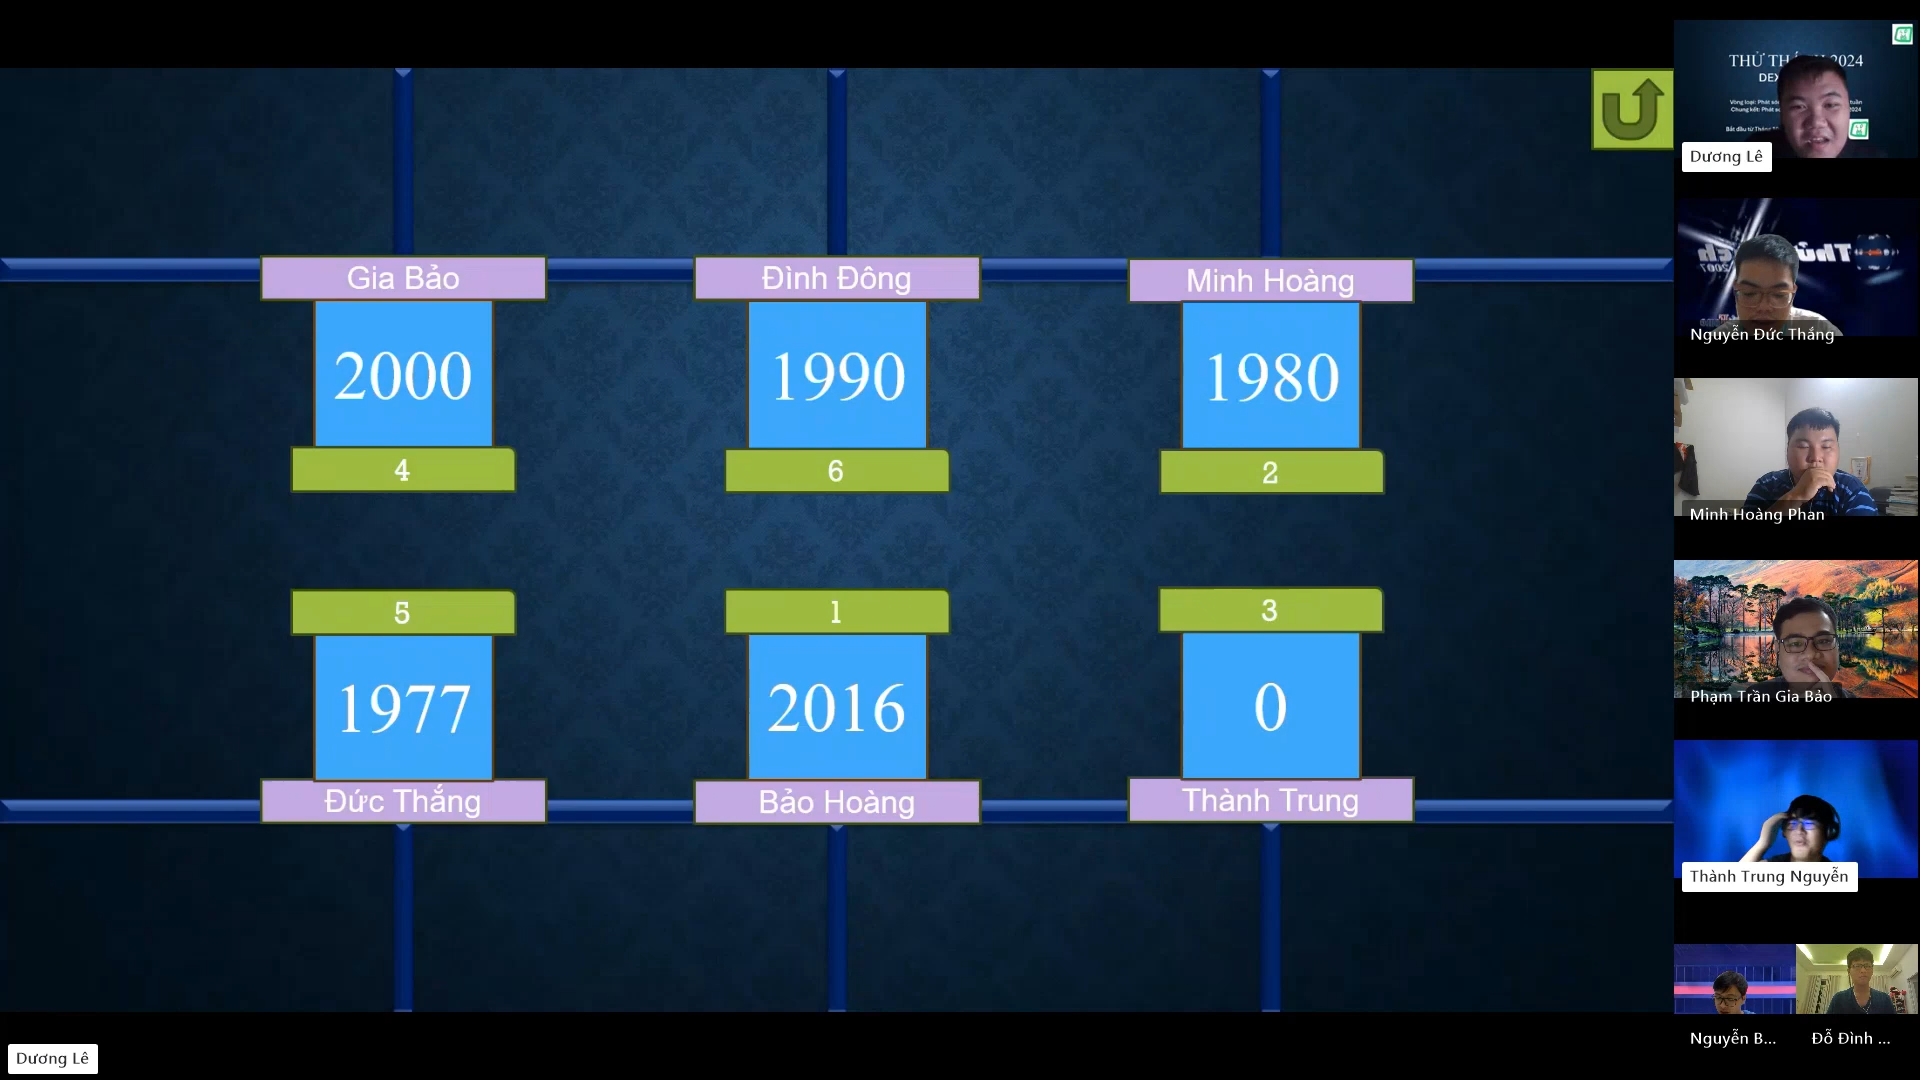 Gia Bảo
Đình Đông
Minh Hoàng
2000
1990
1980
4
6
2
5
1
3
1977
2016
0
Đức Thắng
Bảo Hoàng
Thành Trung
Dương Lê
2024
Dương Lê
Nguyễn Đức Thắng
Minh Hoàng Phan
Phạm Trần Gia Bảo
Thành Trung Nguyễn
Nguyễn B...
Đỗ Đình ...